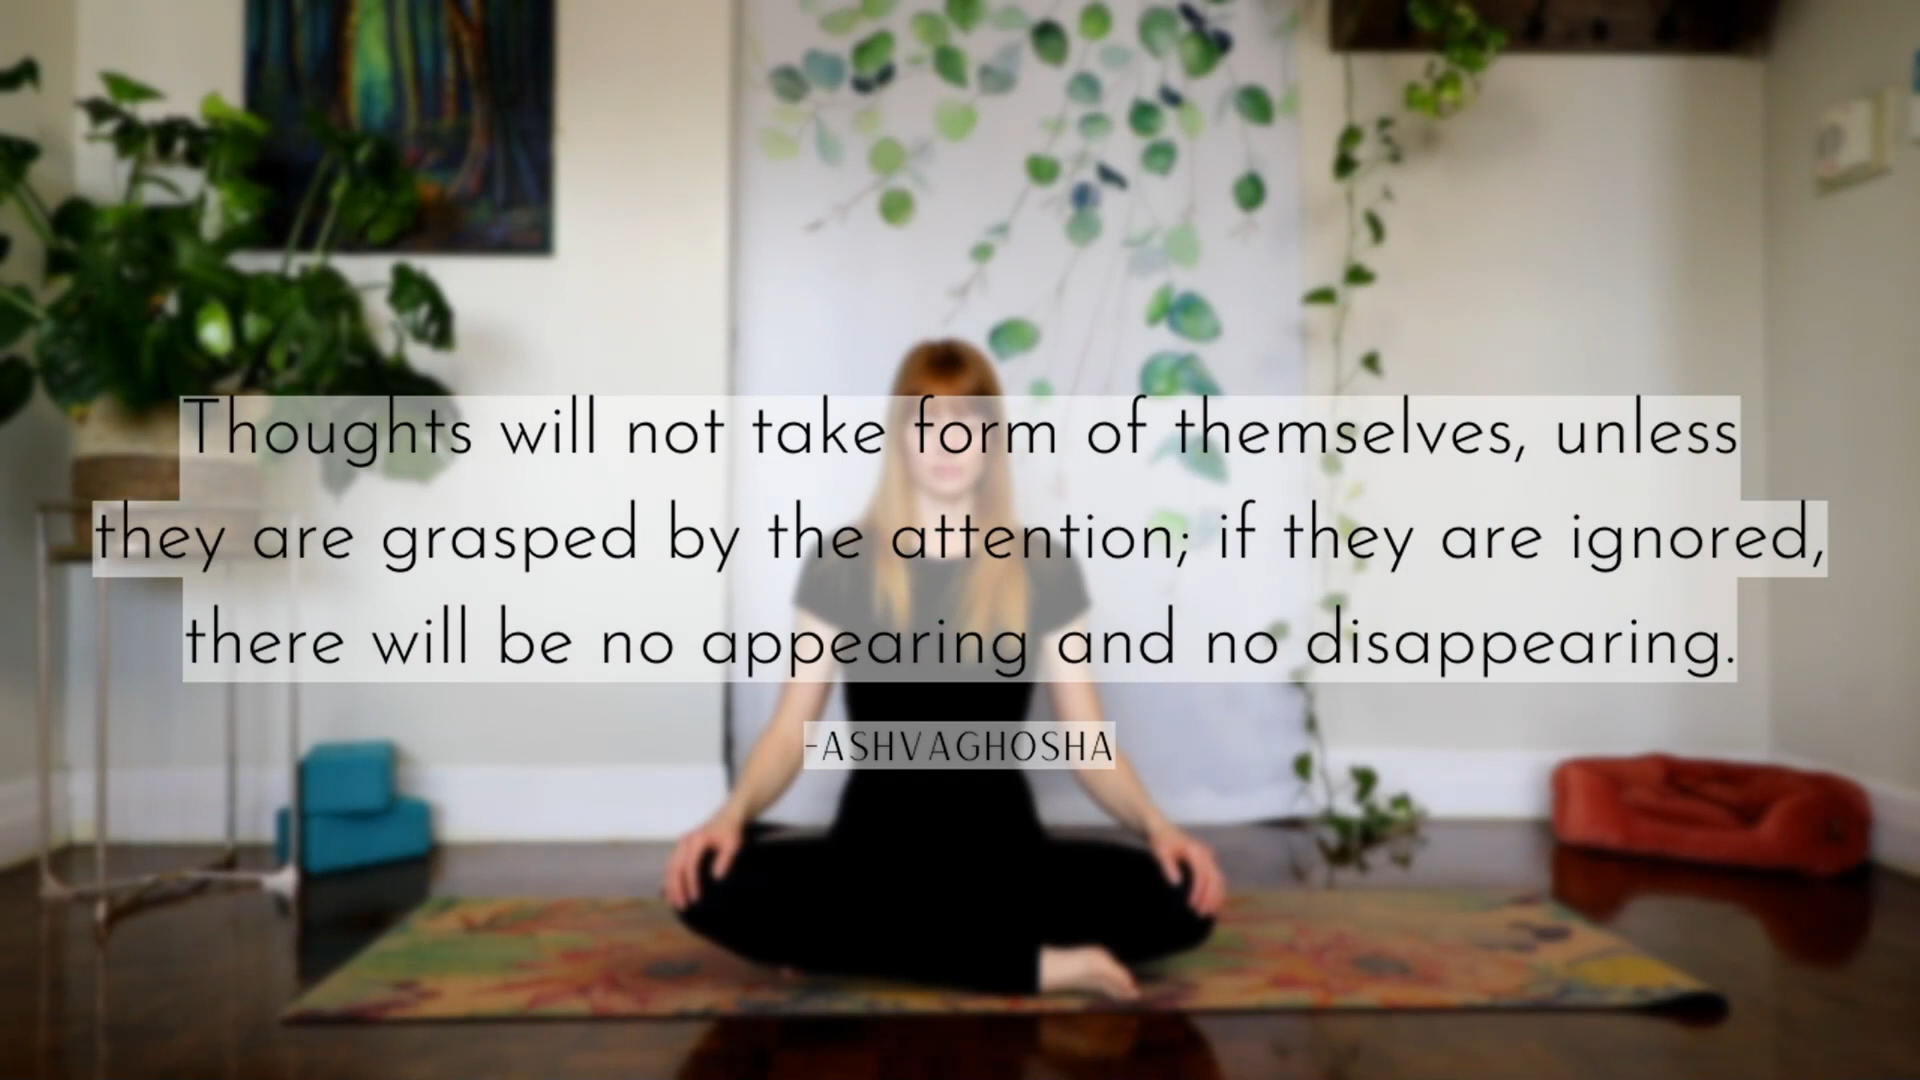 Thoughts will not take form of themselves, unless
they are grasped by the attention; if they are ignored,
there will be no appearing and no disappearing.
-ASHVAGHOSHA